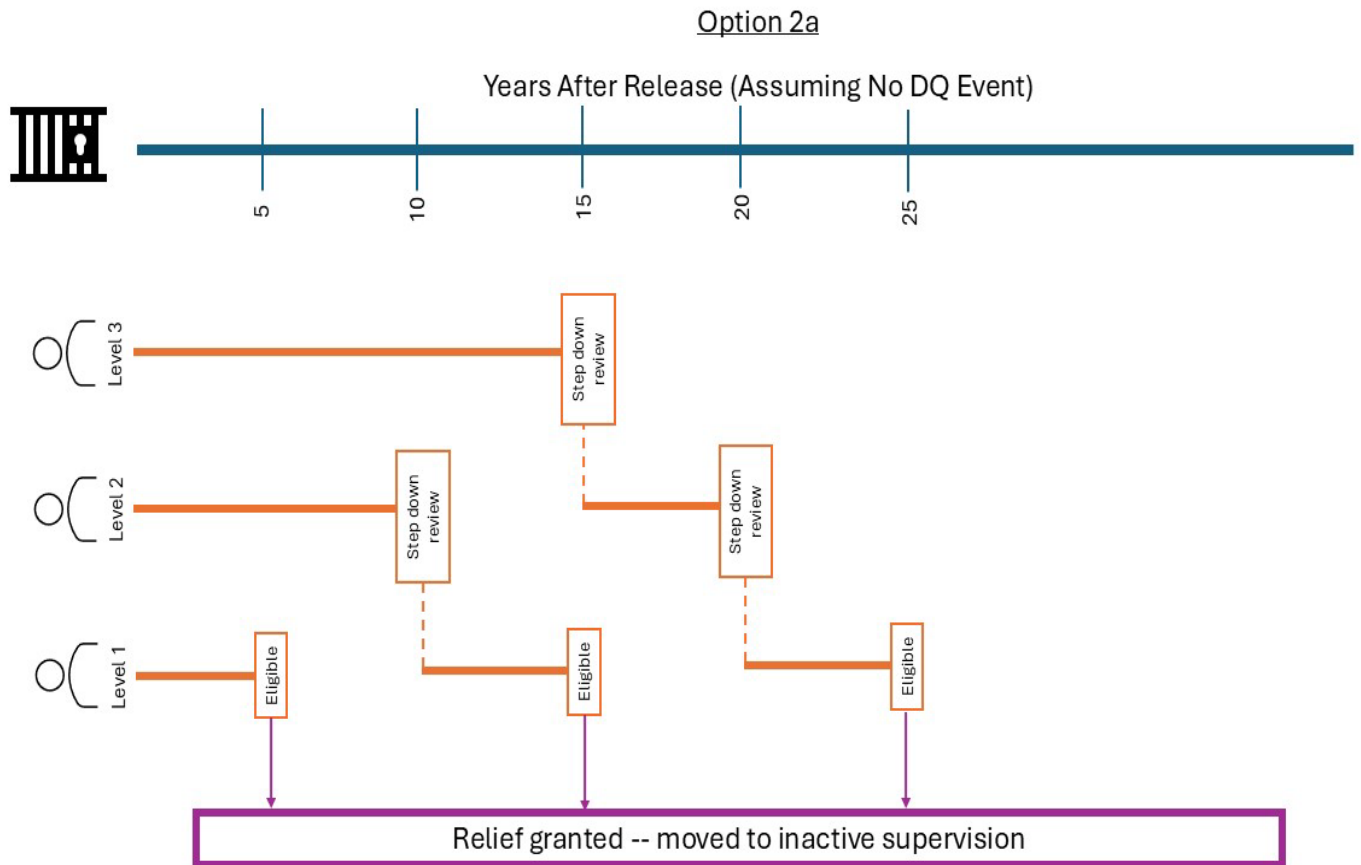 Option 2a
Years After Release (Assuming No DQ Event)
5
10
15
20
25
Level 3
Step down
review
Level 2
Step down
review
Step down
review
Level 1
Eligible
Eligible
Eligible
Relief granted -- moved to inactive supervision